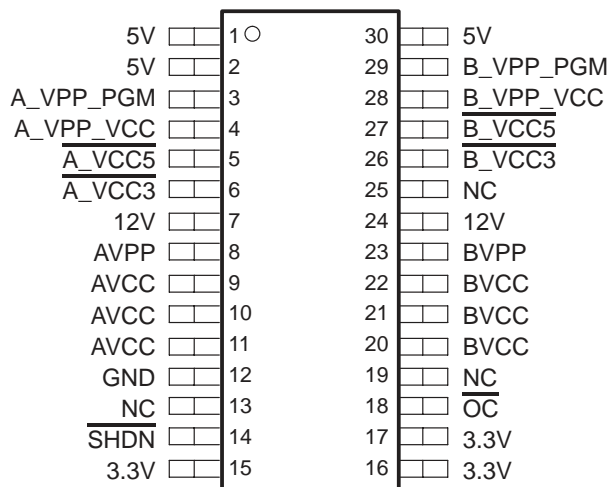 5V 1 30 5V
5V 2 29 B_VPP_PGM
A_VPP_PGM 3 28 B_VPP_VCC
A_VPP_VCC 4 27 B_VCC5
A_VCC5 5 26 B_VCC3
A_VCC3 6 25 NC
12V 7 24 12V
AVPP 8 23 BVPP
AVCC 9 22 BVCC
AVCC 10 21 BVCC
AVCC 11 20 BVCC
GND 12 19 NC
NC 13 18 OC
SHDN 14 17 3.3V
3.3V 15 16 3.3V